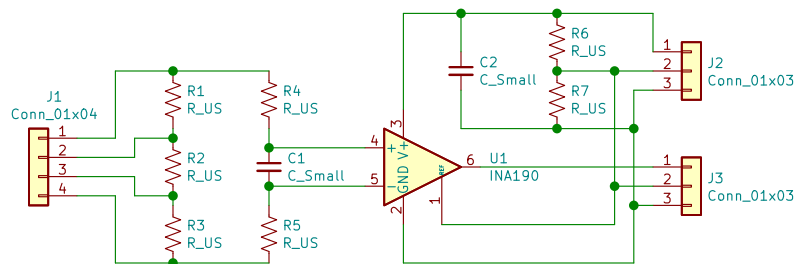 J1
Conn_01x04
1
2
3
4
R1
R_US
R2
R_US
R3
R_US
R4
R_US
C1
C_Small
R5
R_US
4
5
3
+
V+
-
GND
REF
2
1
6
U1
INA190
C2
C_Small
R6
R_US
R7
R_US
1
2
3
J2
Conn_01x03
1
2
3
J3
Conn_01x03